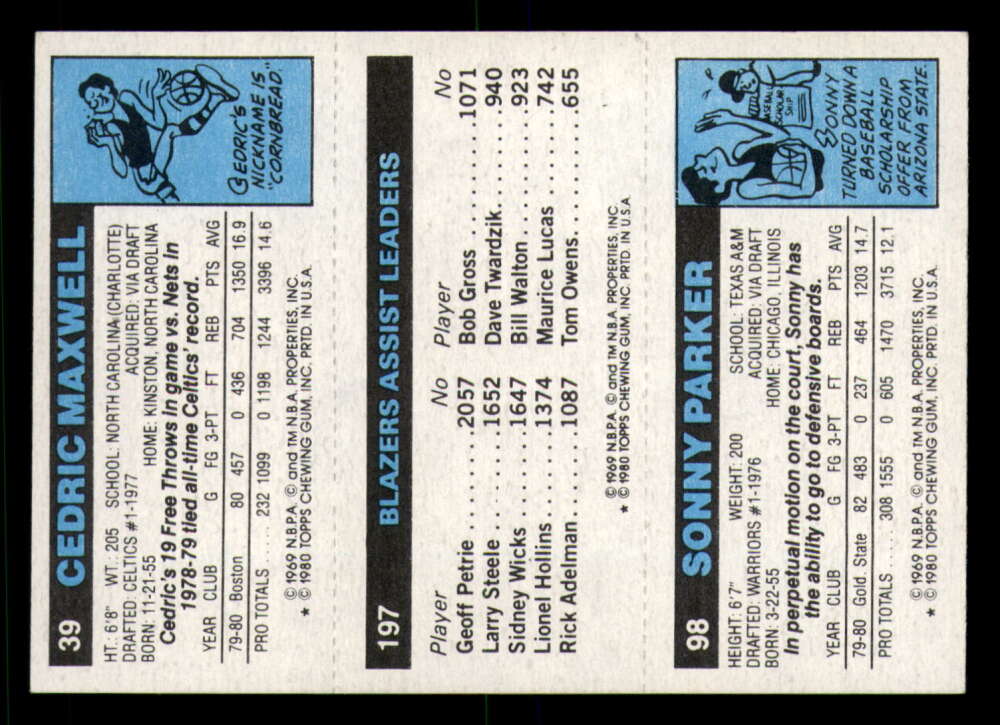 39
CEDRIC MAXWELL
HT.: 6'8" WT.: 205 SCHOOL: NORTH CAROLINA (CHARLOTTE)
DRAFTED: CELTICS #1-1977 ACQUIRED: VIA DRAFT
BORN: 11-21-55 HOME: KINSTON, NORTH CAROLINA
Cedric's 19 Free Throws in game vs. Nets in
1978-79 tied all-time Celtics' record.
YEAR CLUB G FG 3-PT FT REB PTS AVG
79-80 Boston 80 457 0 436 704 1350 16.9
PRO TOTALS .... 232 1099 0 1198 1244 3396 14.6
© 1969 N.B.P.A. © and TM N.B.A. PROPERTIES, INC.
★ © 1980 TOPPS CHEWING GUM, INC. PRTD. IN U.S.A.
CEDRIC'S
NICKNAME IS
"CORNBREAD."
197
BLAZERS ASSIST LEADERS
Player No Player No
Geoff Petrie......2057 Bob Gross......1071
Larry Steele......1652 Dave Twardzik......940
Sidney Wicks......1647 Bill Walton......923
Lionel Hollins......1374 Maurice Lucas......742
Rick Adelman......1087 Tom Owens......655
© 1969 N.B.P.A. © and TM N.B.A. PROPERTIES, INC.
★ © 1980 TOPPS CHEWING GUM, INC. PRTD. IN U.S.A
98
SONNY PARKER
HEIGHT: 6'7" WEIGHT: 200 SCHOOL: TEXAS A&M
DRAFTED: WARRIORS #1-1976 ACQUIRED: VIA DRAFT
BORN: 3-22-55 HOME: CHICAGO, ILLINOIS
In perpetual motion on the court, Sonny has
the ability to go to defensive boards.
YEAR CLUB G FG 3-PT FT REB PTS AVG
79-80 Gold. State 82 483 0 237 464 1203 14.7
PRO TOTALS ..... 308 1555 0 605 1470 3715 12.1
© 1969 N.B.P.A. © and TM N.B.A. PROPERTIES, INC.
★ © 1980 TOPPS CHEWING GUM, INC. PRTD. IN U.S.A.
BASEBALL
SCHOLAR
SHIP
SONNY
TURNED DOWN A
BASEBALL
SCHOLARSHIP
OFFER FROM
ARIZONA STATE.